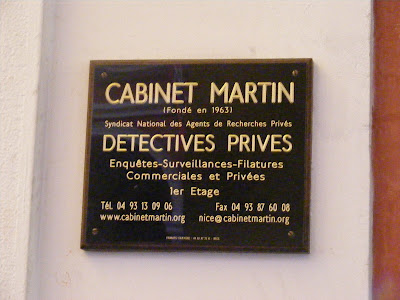 CABINET MARTIN
(Fondé en 1963)
Syndicat National des Agents de Recherches Privés
DETECTIVES PRIVES
Enquêtes-Surveillances-Filatures
Commerciales et Privées
1er Etage
Tél. 04 93 13 09 06 Fax 04 93 87 60 08
www.cabinetmartin.org nice@cabinetmartin.org